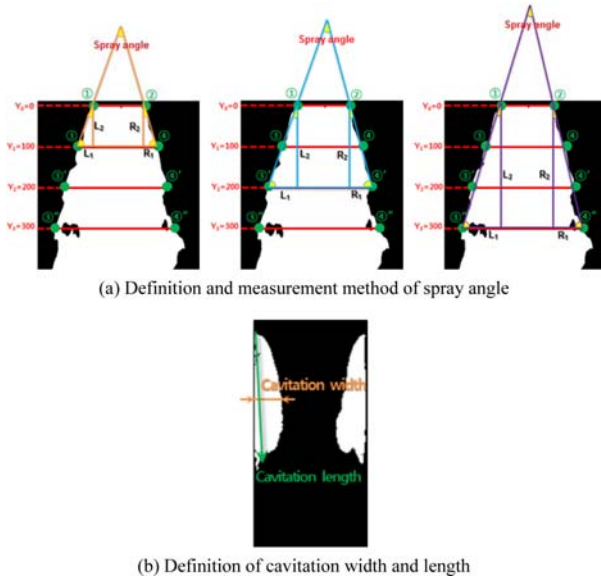 Spray angle Spray angle Spray angle
① ② ① ② ① ②
Y₀=0 Y₀=0 Y₀=0
L₂ R₂ ③ ④ L₂ R₂ ③ ④ L₂ R₂ ③ ④
Y₁=100 L₁ R₁ Y₁=100 Y₁=100
③' ④' ③' ④' ③' ④'
Y₂=200 Y₂=200 L₁ R₁ Y₂=200
③" ④" ③" ④" ③" ④"
Y₃=300 Y₃=300 Y₃=300 L₁ R₁
(a) Definition and measurement method of spray angle
Cavitation width
Cavitation length
(b) Definition of cavitation width and length